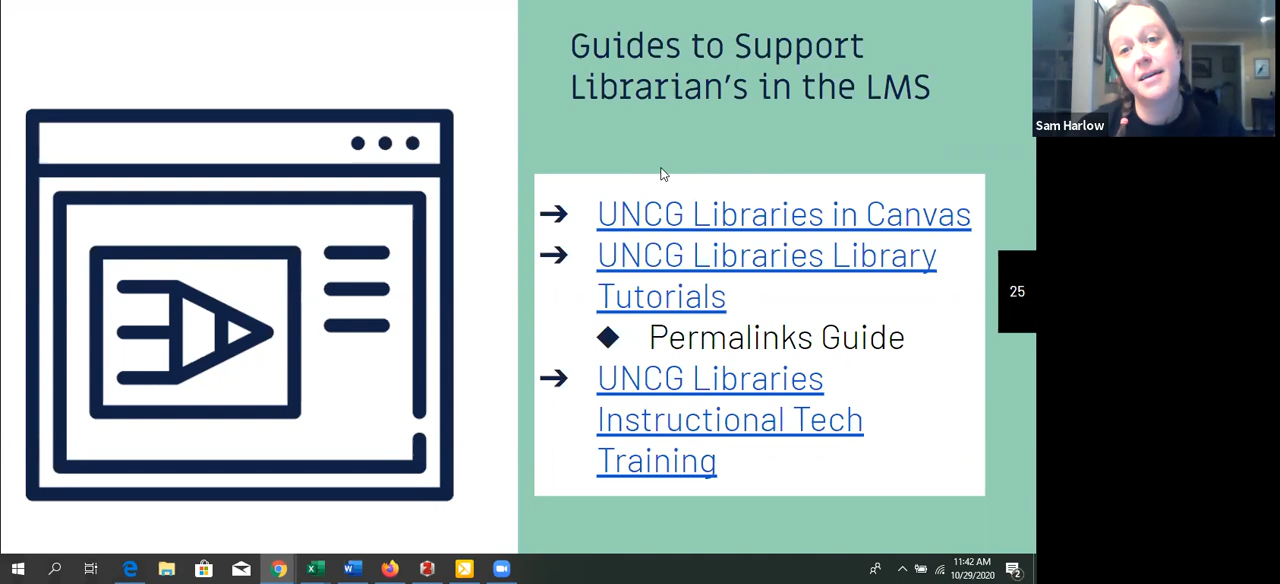 Guides to Support
Librarian's in the LMS
Sam Harlow
➔ UNCG Libraries in Canvas
➔ UNCG Libraries Library
Tutorials
◆ Permalinks Guide
➔ UNCG Libraries
Instructional Tech
Training
25
11:42 AM
10/29/2020
2